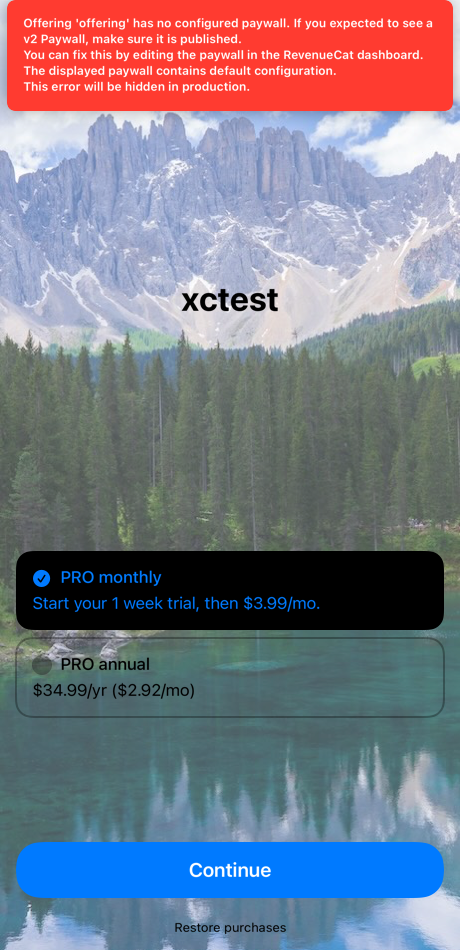 Offering 'offering' has no configured paywall. If you expected to see a
v2 Paywall, make sure it is published.
You can fix this by editing the paywall in the RevenueCat dashboard.
The displayed paywall contains default configuration.
This error will be hidden in production.
xctest
PRO monthly
Start your 1 week trial, then $3.99/mo.
PRO annual
$34.99/yr ($2.92/mo)
Continue
Restore purchases